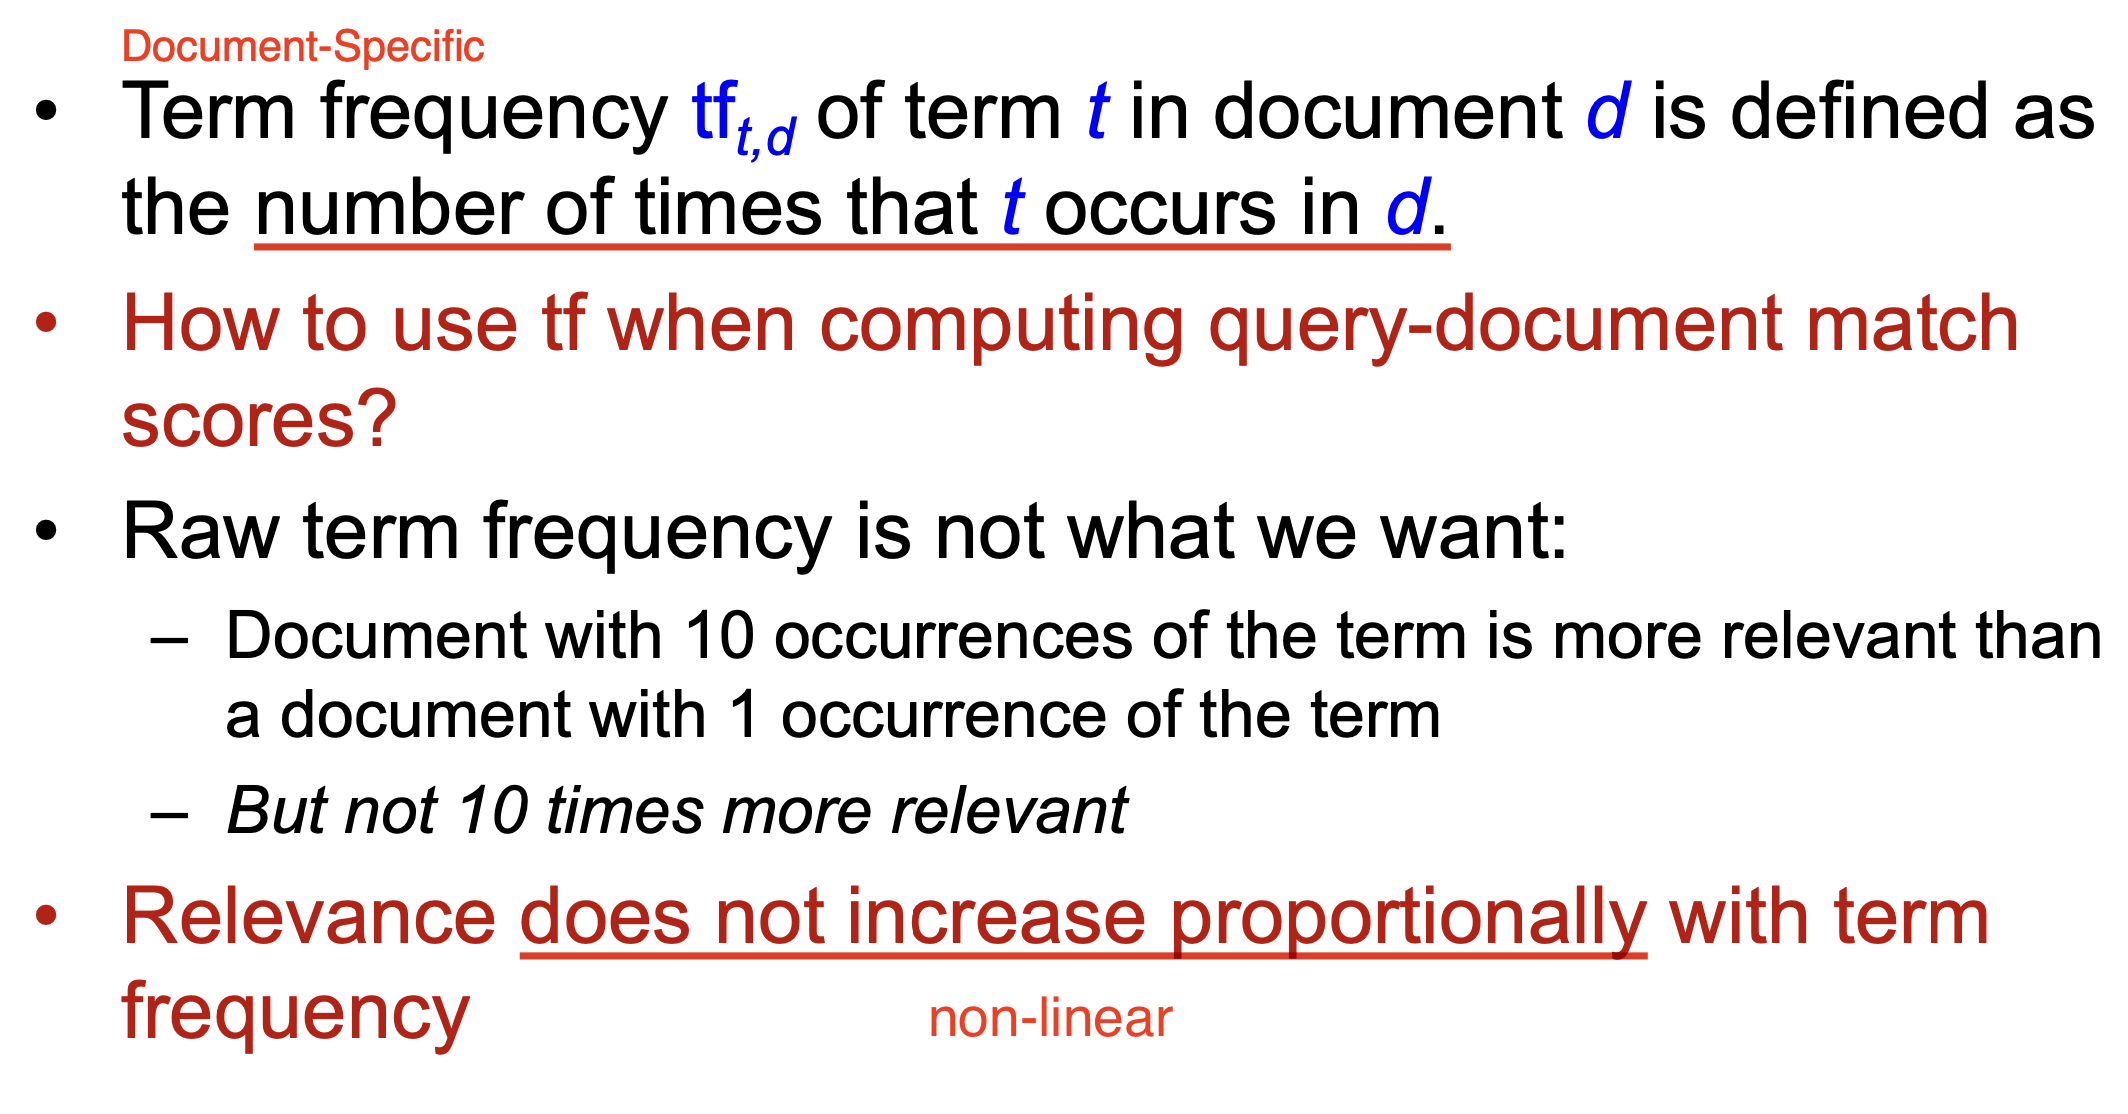 Document-Specific
• Term frequency tft,d of term t in document d is defined as
the number of times that t occurs in d.
• How to use tf when computing query-document match
scores?
• Raw term frequency is not what we want:
– Document with 10 occurrences of the term is more relevant than
a document with 1 occurrence of the term
– But not 10 times more relevant
• Relevance does not increase proportionally with term
frequency
non-linear